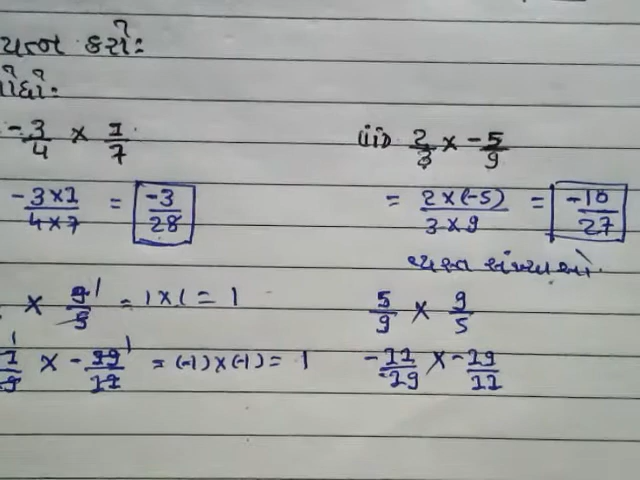 યત્ન કરો:
શોધો:
-3/4 × 1/7 (iii) 2/3 × -5/9
-3×1/4×7 = -3/28 = 2×(-5)/3×9 = -10/27
× 9/5 = 1×1 = 1 5/9 × 9/5
× -29/11 = (-1)×(-1) = 1 -11/29 × -29/11